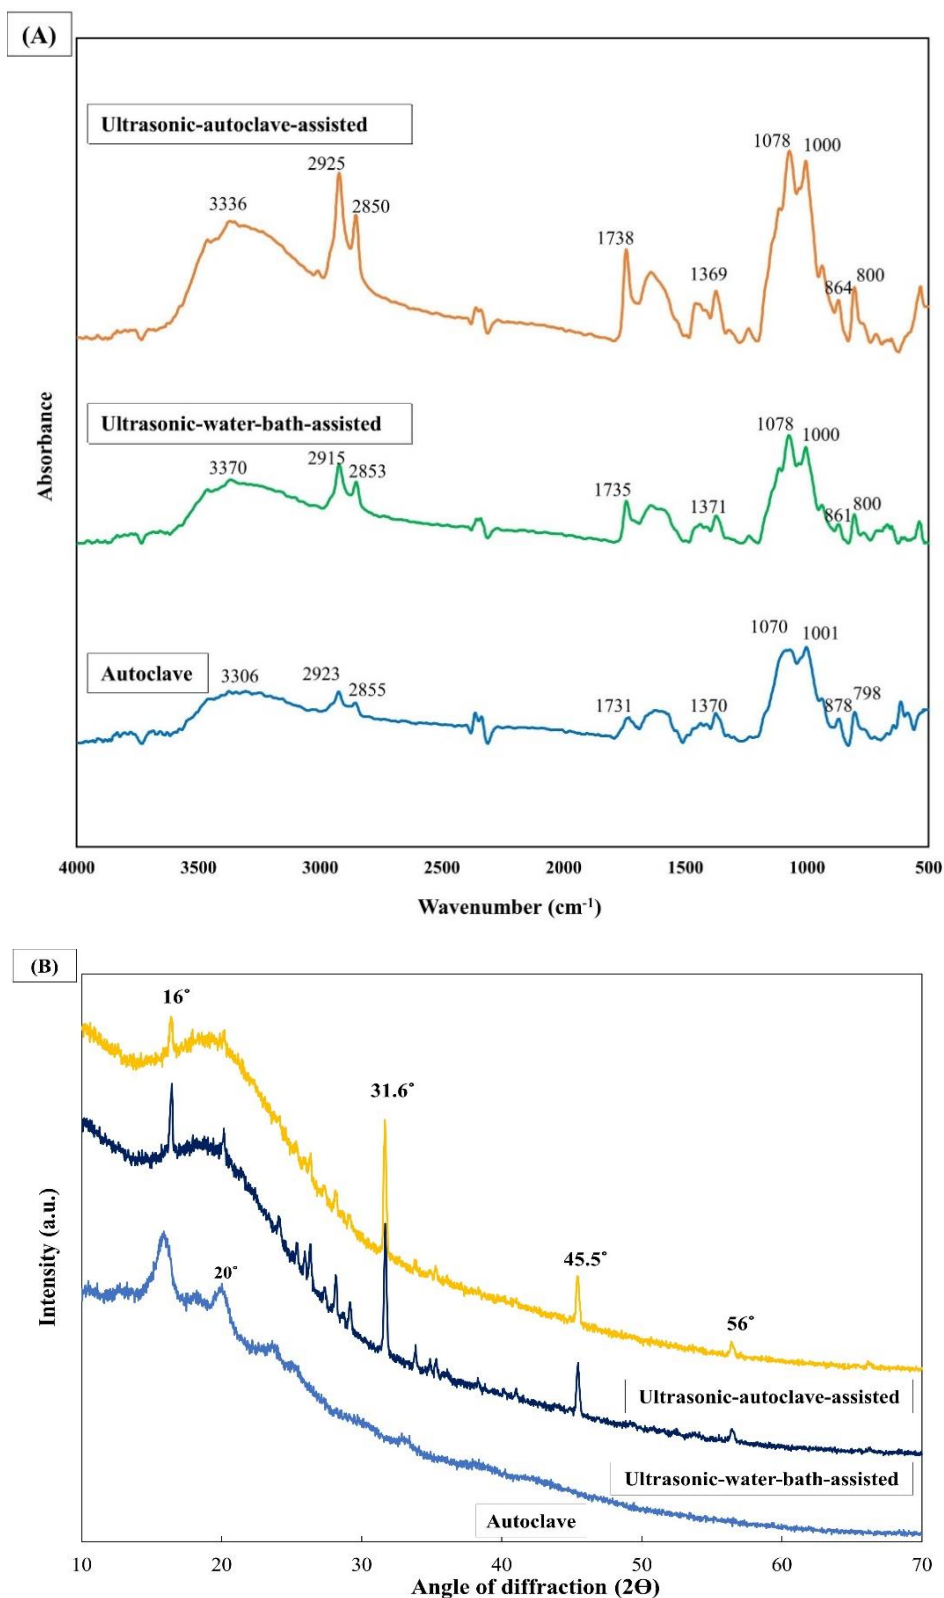 (A)
Ultrasonic-autoclave-assisted
1078 1000
2925
2850
3336
1738
1369
864 800
Ultrasonic-water-bath-assisted
1078 1000
2915
2853
3370
1735
1371
861 800
1070 1001
Autoclave
3306
2923
2855
1731
1370
878 798
Absorbance
4000 3500 3000 2500 2000 1500 1000 500
Wavenumber (cm⁻¹)
(B)
16°
31.6°
45.5°
20°
56°
Ultrasonic-autoclave-assisted
Ultrasonic-water-bath-assisted
Autoclave
Intensity (a.u.)
10 20 30 40 50 60 70
Angle of diffraction (2Ɵ)